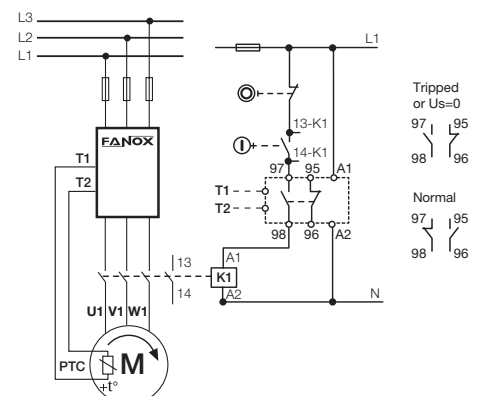 L3
L2
L1
FANOX
T1
T2
13
14
U1 V1 W1
PTC
M
+t°
L1
13-K1
14-K1
97 95 A1
T1
T2
98 96 A2
A1
K1
A2
N
Tripped
or Us=0
97 95
98 96
Normal
97 95
98 96